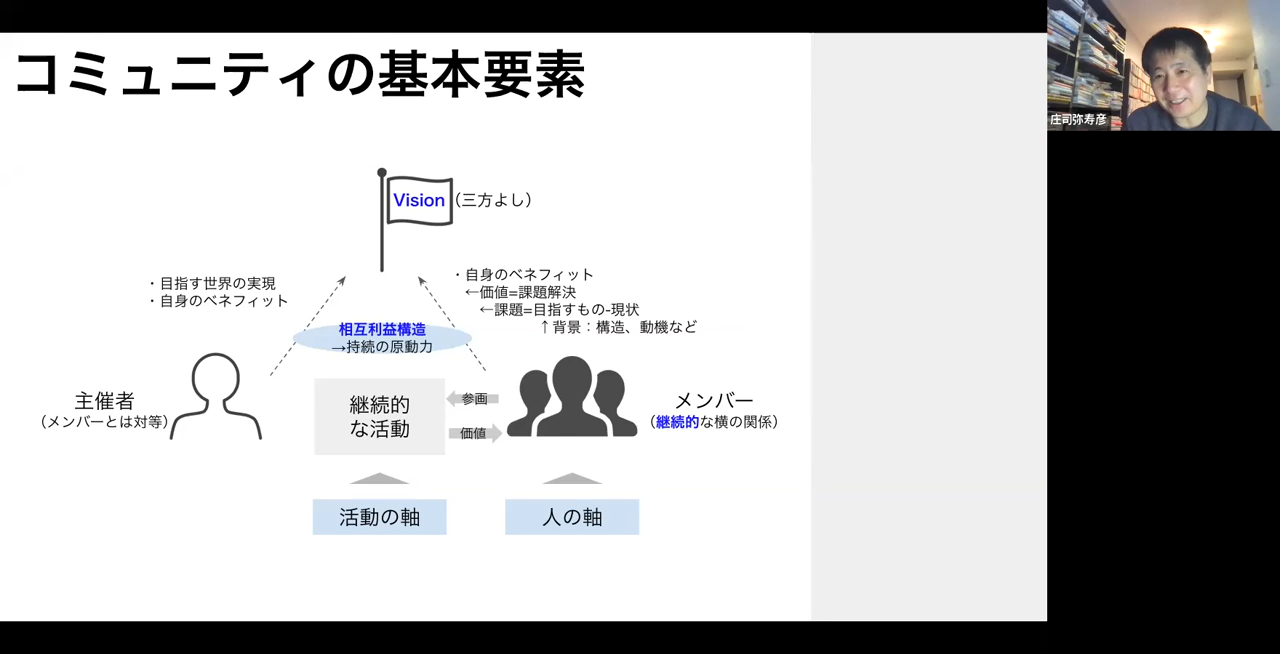 コミュニティの基本要素
庄司弥寿彦
Vision
（三方よし）
・目指す世界の実現
・自身のベネフィット
・自身のベネフィット
←価値=課題解決
←課題=目指すもの-現状
↑背景：構造、動機など
相互利益構造
→持続の原動力
主催者
（メンバーとは対等）
継続的
な活動
参画
価値
メンバー
（継続的な横の関係）
活動の軸
人の軸